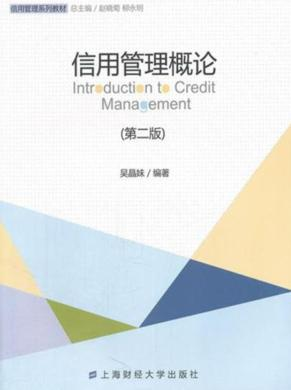 信用管理系列教材 总主编／赵晓菊 柳永明
信用管理概论
Introduction to Credit
Management
(第二版)
吴晶妹／编著
上海财经大学出版社